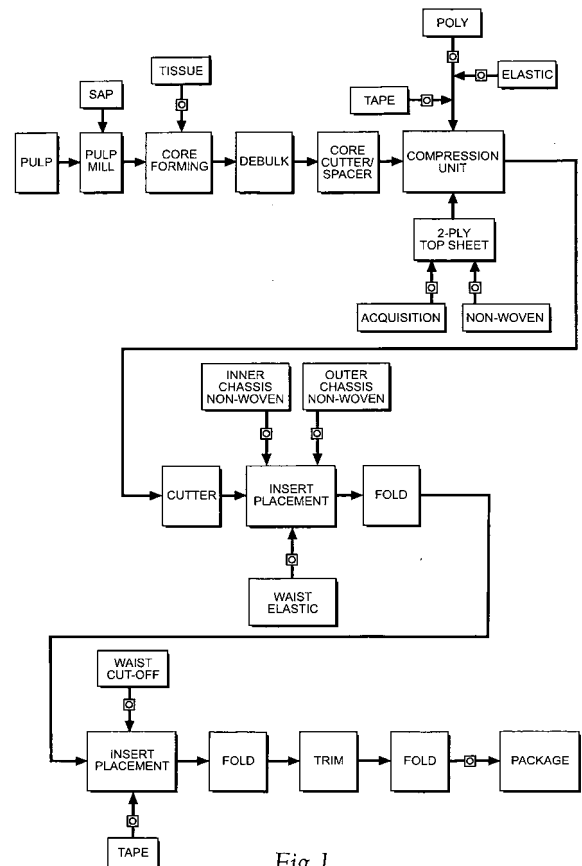 POLY
TISSUE
ELASTIC
SAP
TAPE
PULP
PULP
MILL
CORE
FORMING
DEBULK
CORE
CUTTER/
SPACER
COMPRESSION
UNIT
2-PLY
TOP SHEET
ACQUISITION
NON-WOVEN
INNER
CHASSIS
NON-WOVEN
OUTER
CHASSIS
NON-WOVEN
CUTTER
INSERT
PLACEMENT
FOLD
WAIST
ELASTIC
WAIST
CUT-OFF
INSERT
PLACEMENT
FOLD
TRIM
FOLD
PACKAGE
TAPE
Fig. 1